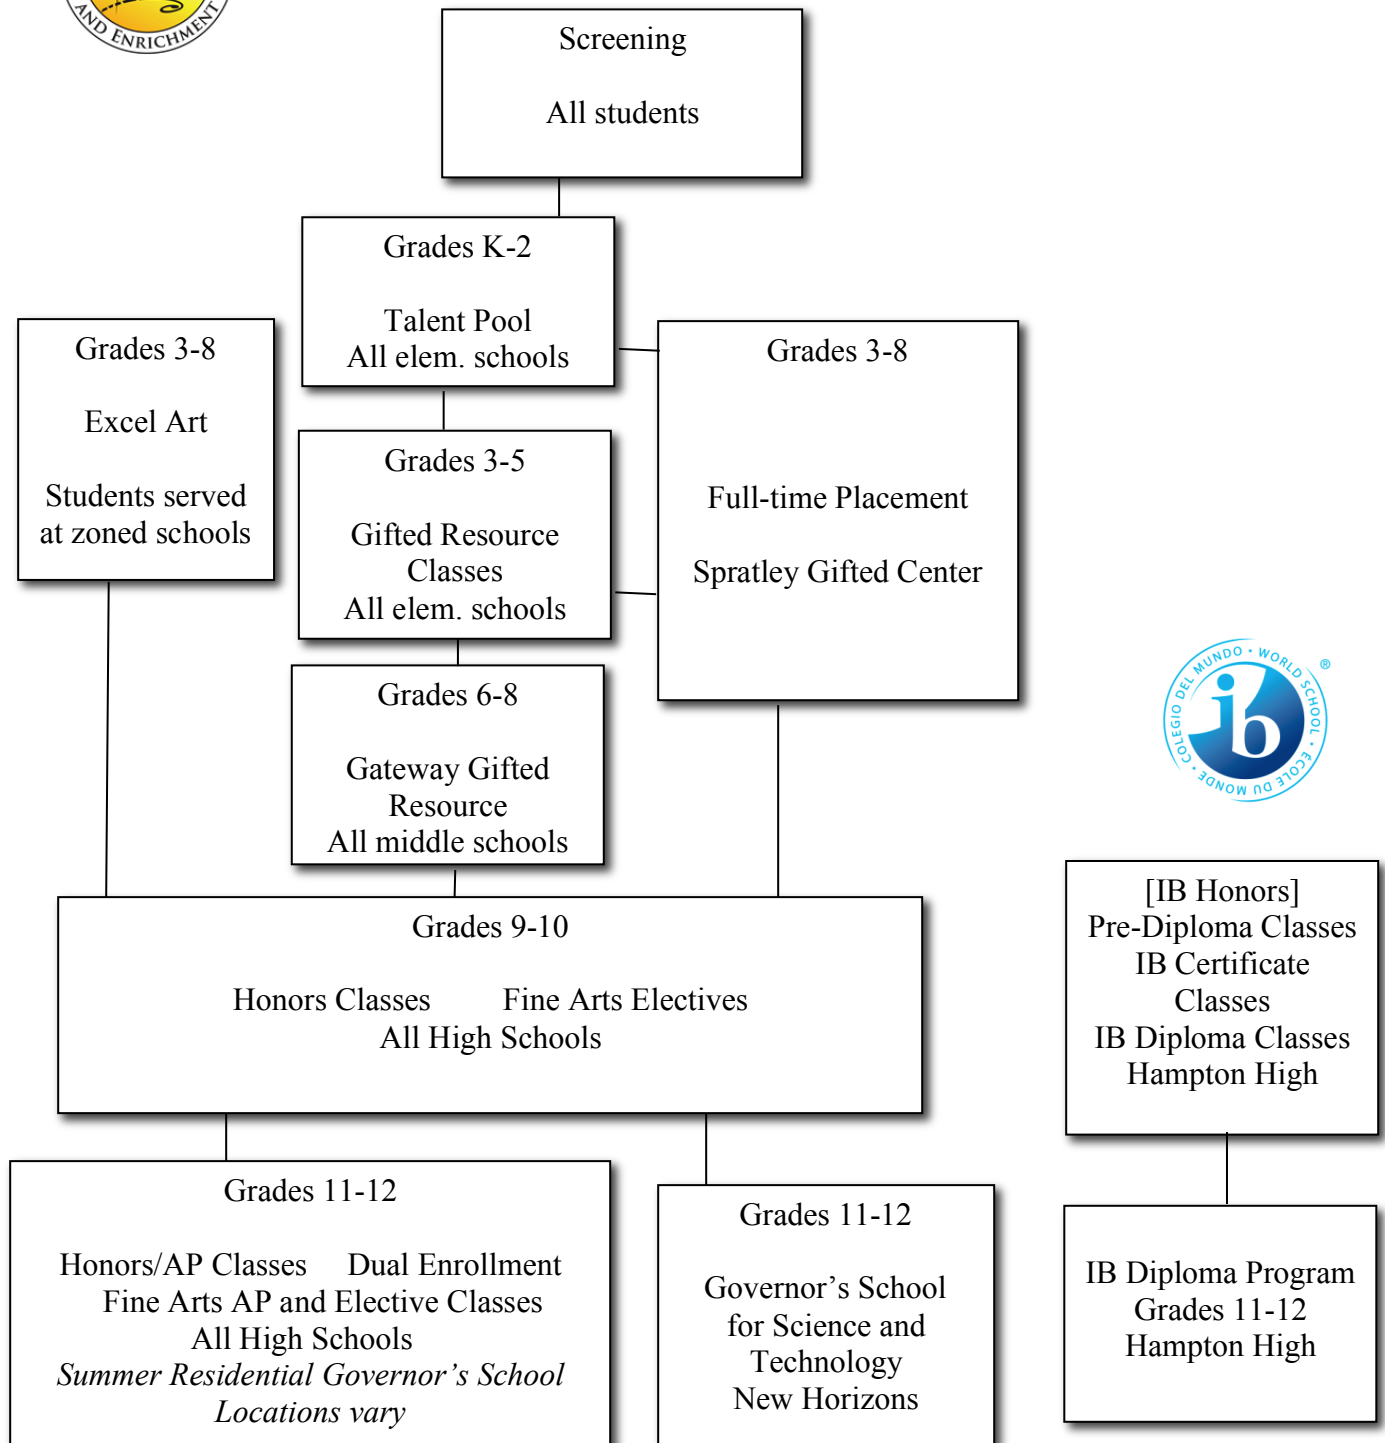 AND ENRICHMENT
Screening
All students
Grades K-2
Talent Pool
All elem. schools
Grades 3-8
Excel Art
Students served
at zoned schools
Grades 3-5
Gifted Resource
Classes
All elem. schools
Grades 3-8
Full-time Placement
Spratley Gifted Center
Grades 6-8
Gateway Gifted
Resource
All middle schools
COLEGIO DEL MUNDO • WORLD SCHOOL • ÉCOLE DU MONDE •
®
ib
Grades 9-10
Honors Classes Fine Arts Electives
All High Schools
[IB Honors]
Pre-Diploma Classes
IB Certificate
Classes
IB Diploma Classes
Hampton High
Grades 11-12
Honors/AP Classes Dual Enrollment
Fine Arts AP and Elective Classes
All High Schools
Summer Residential Governor’s School
Locations vary
Grades 11-12
Governor’s School
for Science and
Technology
New Horizons
IB Diploma Program
Grades 11-12
Hampton High